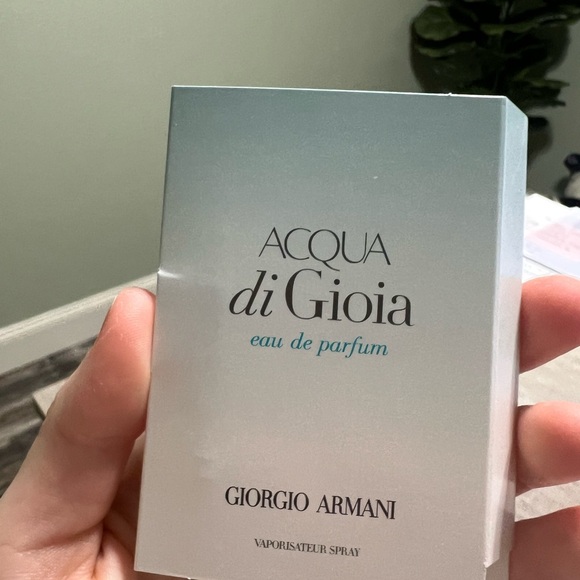 ACQUA
di Gioia
eau de parfum
GIORGIO ARMANI
VAPORISATEUR SPRAY